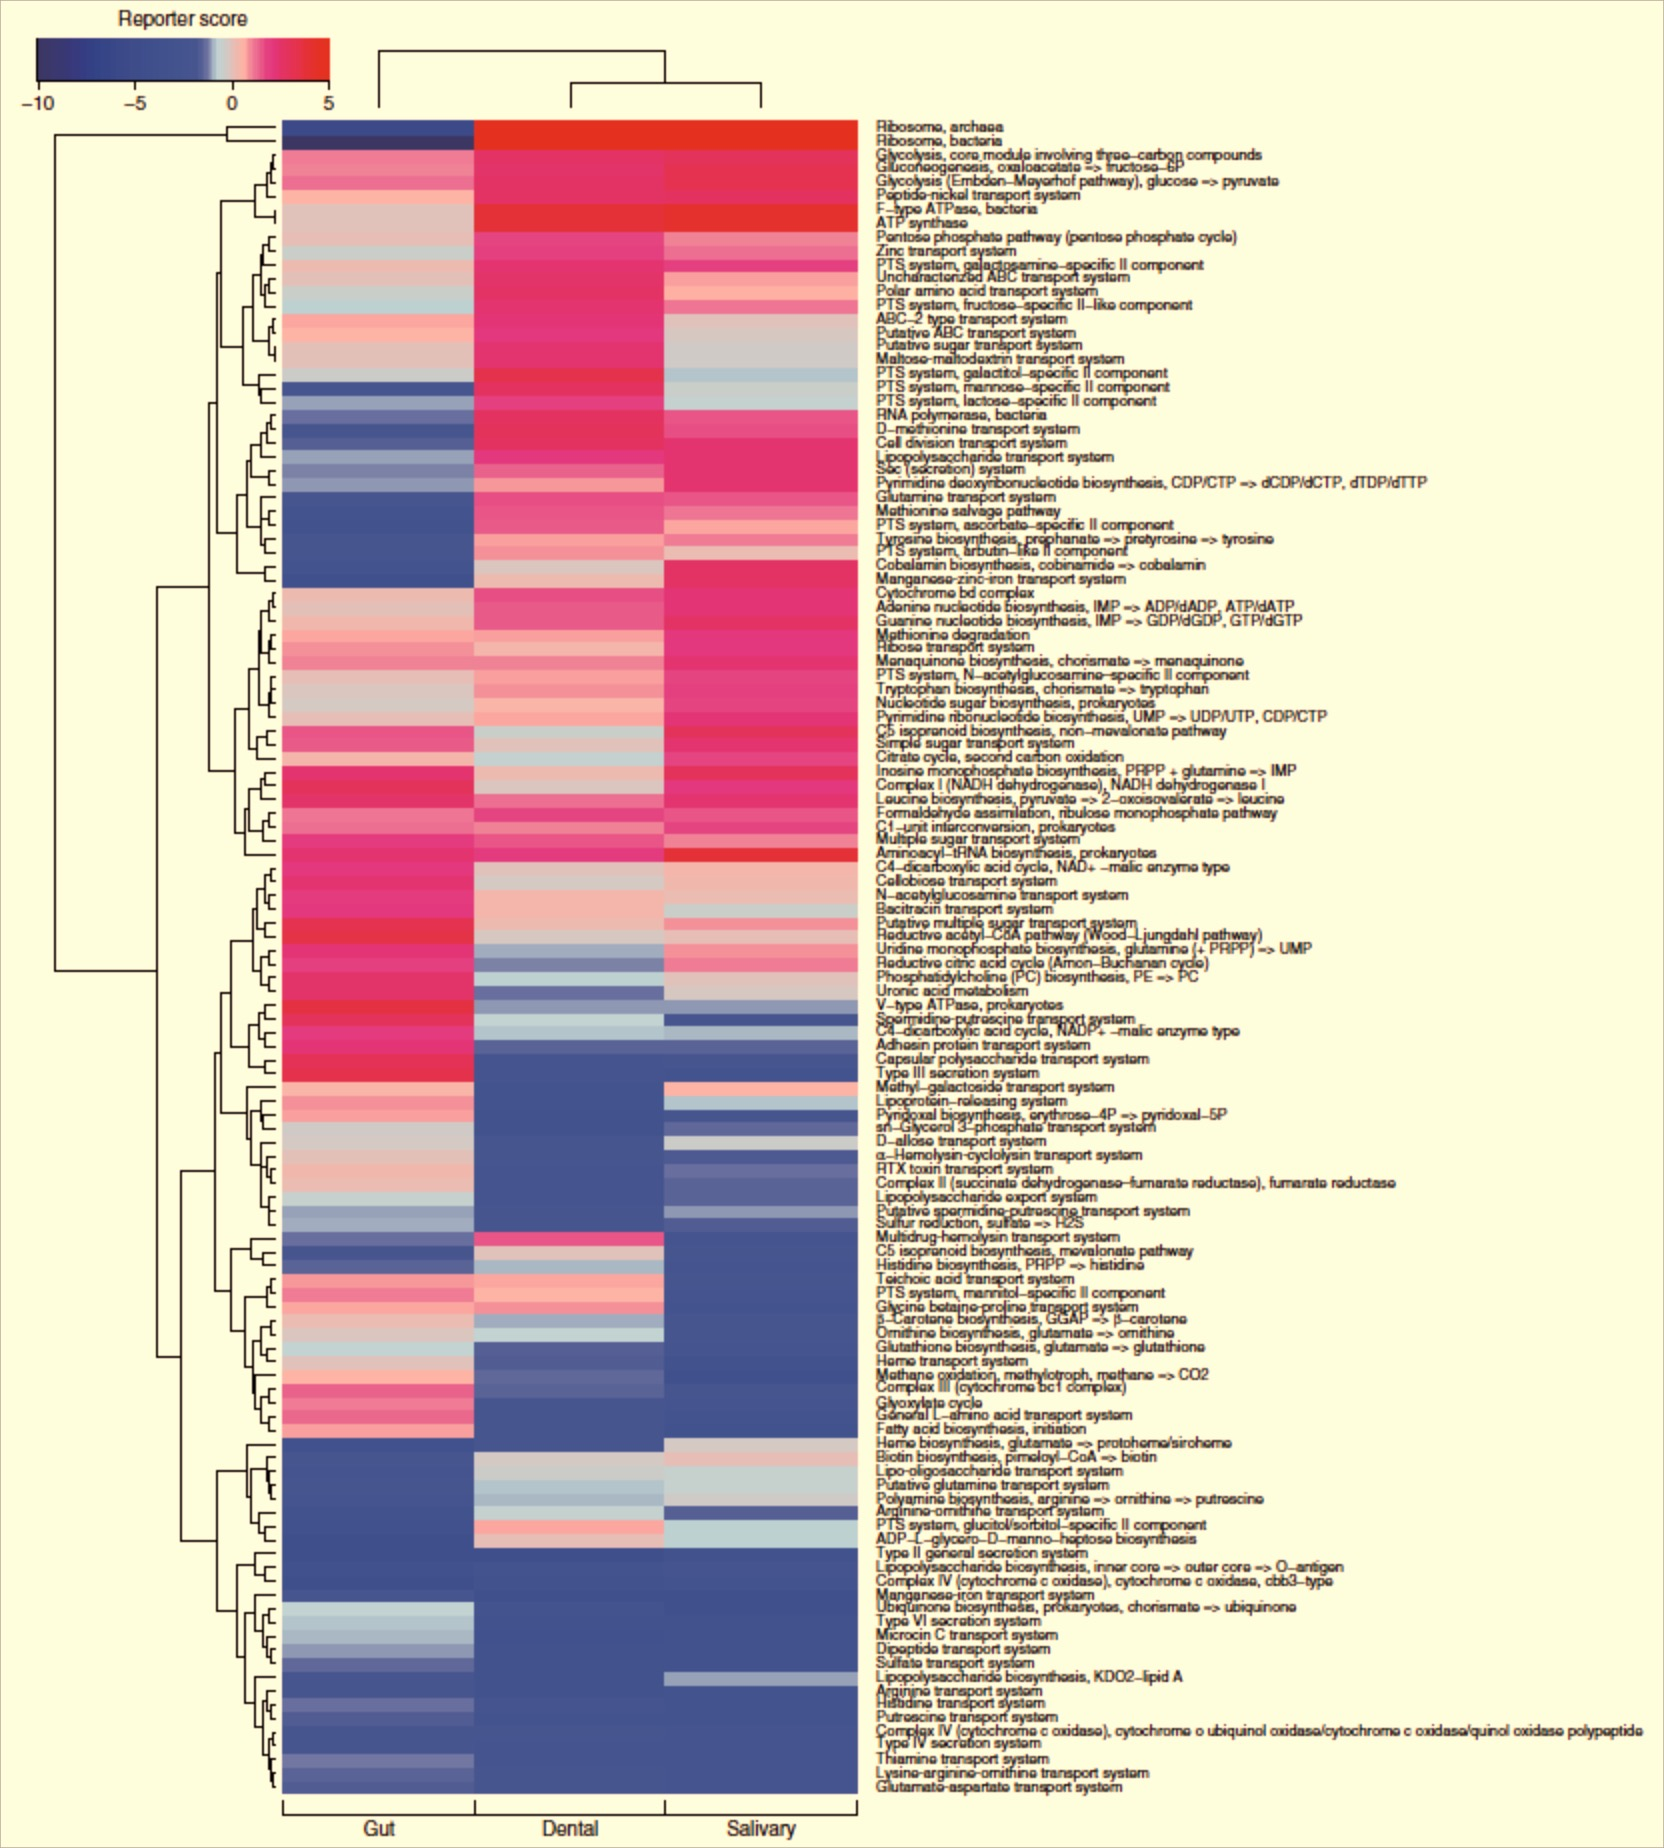 Reporter score
−10 −5 0 5
Ribosome, archaea
Ribosome, bacteria
Glycolysis, core module involving three−carbon compounds
Gluconeogenesis, oxaloacetate => fructose−6P
Glycolysis (Embden−Meyerhof pathway), glucose => pyruvate
Peptide-nickel transport system
F−type ATPase, bacteria
ATP synthase
Pentose phosphate pathway (pentose phosphate cycle)
Zinc transport system
PTS system, galactosamine−specific II component
Uncharacterized ABC transport system
Polar amino acid transport system
PTS system, fructose−specific II−like component
ABC−2 type transport system
Putative ABC transport system
Putative sugar transport system
Maltose-maltodextrin transport system
PTS system, galactitol−specific II component
PTS system, mannose−specific II component
PTS system, lactose−specific II component
RNA polymerase, bacteria
D−methionine transport system
Cell division transport system
Lipopolysaccharide transport system
Sec (secretion) system
Pyrimidine deoxyribonucleotide biosynthesis, CDP/CTP => dCDP/dCTP, dTDP/dTTP
Glutamine transport system
Methionine salvage pathway
PTS system, ascorbate−specific II component
Tyrosine biosynthesis, prephanate => pretyrosine => tyrosine
PTS system, arbutin−like II component
Cobalamin biosynthesis, cobinamide => cobalamin
Manganese-zinc-iron transport system
Cytochrome bd complex
Adenine nucleotide biosynthesis, IMP => ADP/dADP, ATP/dATP
Guanine nucleotide biosynthesis, IMP => GDP/dGDP, GTP/dGTP
Methionine degradation
Ribose transport system
Menaquinone biosynthesis, chorismate => menaquinone
PTS system, N−acetylglucosamine−specific II component
Tryptophan biosynthesis, chorismate => tryptophan
Nucleotide sugar biosynthesis, prokaryotes
Pyrimidine ribonucleotide biosynthesis, UMP => UDP/UTP, CDP/CTP
C5 isoprenoid biosynthesis, non−mevalonate pathway
Simple sugar transport system
Citrate cycle, second carbon oxidation
Inosine monophosphate biosynthesis, PRPP + glutamine => IMP
Complex I (NADH dehydrogenase), NADH dehydrogenase I
Leucine biosynthesis, pyruvate => 2−oxoisovalerate => leucine
Formaldehyde assimilation, ribulose monophosphate pathway
C1−unit interconversion, prokaryotes
Multiple sugar transport system
Aminoacyl−tRNA biosynthesis, prokaryotes
C4−dicarboxylic acid cycle, NAD+ −malic enzyme type
Cellobiose transport system
N−acetylglucosamine transport system
Bacitracin transport system
Putative multiple sugar transport system
Reductive acetyl−CoA pathway (Wood−Ljungdahl pathway)
Uridine monophosphate biosynthesis, glutamine (+ PRPP) => UMP
Reductive citric acid cycle (Arnon−Buchanan cycle)
Phosphatidylcholine (PC) biosynthesis, PE => PC
Uronic acid metabolism
V−type ATPase, prokaryotes
Spermidine-putrescine transport system
C4−dicarboxylic acid cycle, NADP+ −malic enzyme type
Adhesin protein transport system
Capsular polysaccharide transport system
Type III secretion system
Methyl−galactoside transport system
Lipoprotein−releasing system
Pyridoxal biosynthesis, erythrose−4P => pyridoxal−5P
sn−Glycerol 3−phosphate transport system
D−allose transport system
α−Hemolysin-cyclolysin transport system
RTX toxin transport system
Complex II (succinate dehydrogenase−fumarate reductase), fumarate reductase
Lipopolysaccharide export system
Putative spermidine-putrescine transport system
Sulfur reduction, sulfate => H2S
Multidrug-hemolysin transport system
C5 isoprenoid biosynthesis, mevalonate pathway
Histidine biosynthesis, PRPP => histidine
Teichoic acid transport system
PTS system, mannitol−specific II component
Glycine betaine-proline transport system
β−Carotene biosynthesis, GGAP => β−carotene
Ornithine biosynthesis, glutamate => ornithine
Glutathione biosynthesis, glutamate => glutathione
Heme transport system
Methane oxidation, methylotroph, methane => CO2
Complex III (cytochrome bc1 complex)
Glyoxylate cycle
General L−amino acid transport system
Fatty acid biosynthesis, initiation
Heme biosynthesis, glutamate => protoheme/siroheme
Biotin biosynthesis, pimeloyl−CoA => biotin
Lipo-oligosaccharide transport system
Putative glutamine transport system
Polyamine biosynthesis, arginine => ornithine => putrescine
Arginine-ornithine transport system
PTS system, glucitol/sorbitol−specific II component
ADP−L−glycero−D−manno−heptose biosynthesis
Type II general secretion system
Lipopolysaccharide biosynthesis, inner core => outer core => O−antigen
Complex IV (cytochrome c oxidase), cytochrome c oxidase, cbb3−type
Manganese-iron transport system
Ubiquinone biosynthesis, prokaryotes, chorismate => ubiquinone
Type VI secretion system
Microcin C transport system
Dipeptide transport system
Sulfate transport system
Lipopolysaccharide biosynthesis, KDO2−lipid A
Arginine transport system
Histidine transport system
Putrescine transport system
Complex IV (cytochrome c oxidase), cytochrome o ubiquinol oxidase/cytochrome c oxidase/quinol oxidase polypeptide
Type IV secretion system
Thiamine transport system
Lysine-arginine-ornithine transport system
Glutamate-aspartate transport system
Gut Dental Salivary